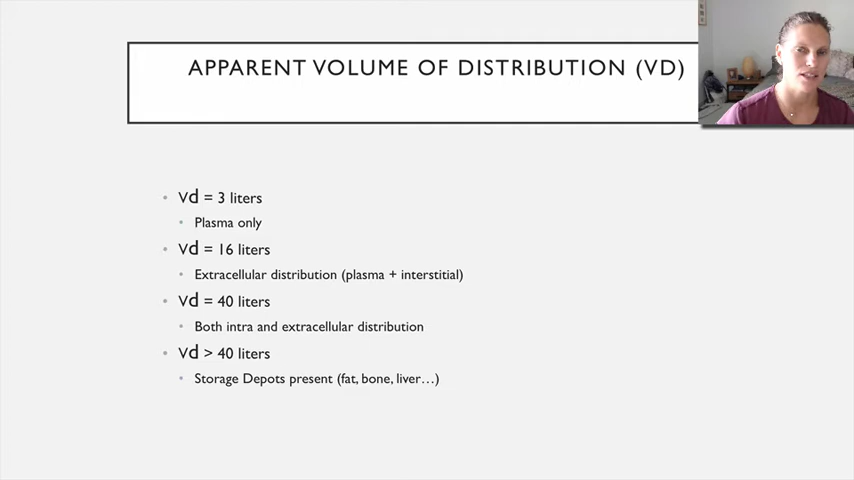 APPARENT VOLUME OF DISTRIBUTION (VD)
• Vd = 3 liters
• Plasma only
• Vd = 16 liters
• Extracellular distribution (plasma + interstitial)
• Vd = 40 liters
• Both intra and extracellular distribution
• Vd > 40 liters
• Storage Depots present (fat, bone, liver…)